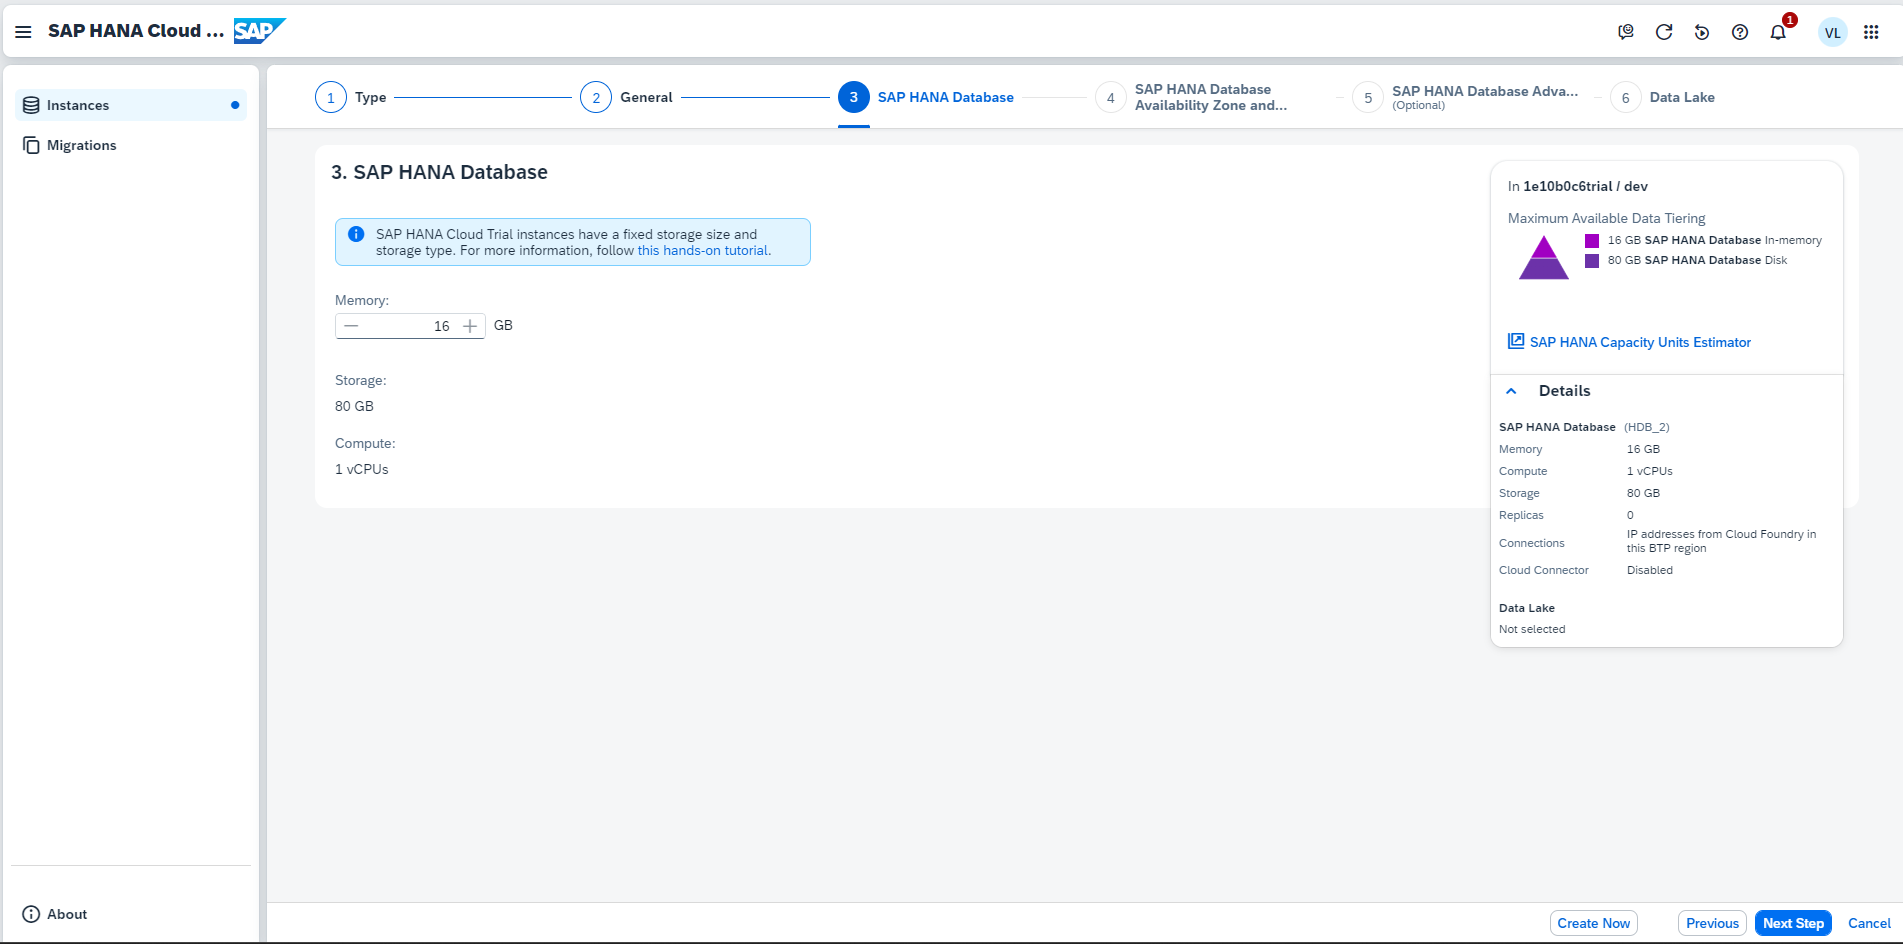 SAP HANA Cloud ...
SAP
1
VL
Instances
Migrations
About
1 Type
2 General
3 SAP HANA Database
4 SAP HANA Database
Availability Zone and...
5 SAP HANA Database Adva...
(Optional)
6 Data Lake
3. SAP HANA Database
SAP HANA Cloud Trial instances have a fixed storage size and
storage type. For more information, follow this hands-on tutorial.
Memory:
16 GB
Storage:
80 GB
Compute:
1 vCPUs
In 1e10b0c6trial / dev
Maximum Available Data Tiering
16 GB SAP HANA Database In-memory
80 GB SAP HANA Database Disk
SAP HANA Capacity Units Estimator
Details
SAP HANA Database (HDB_2)
Memory 16 GB
Compute 1 vCPUs
Storage 80 GB
Replicas 0
Connections IP addresses from Cloud Foundry in
this BTP region
Cloud Connector Disabled
Data Lake
Not selected
Create Now Previous Next Step Cancel